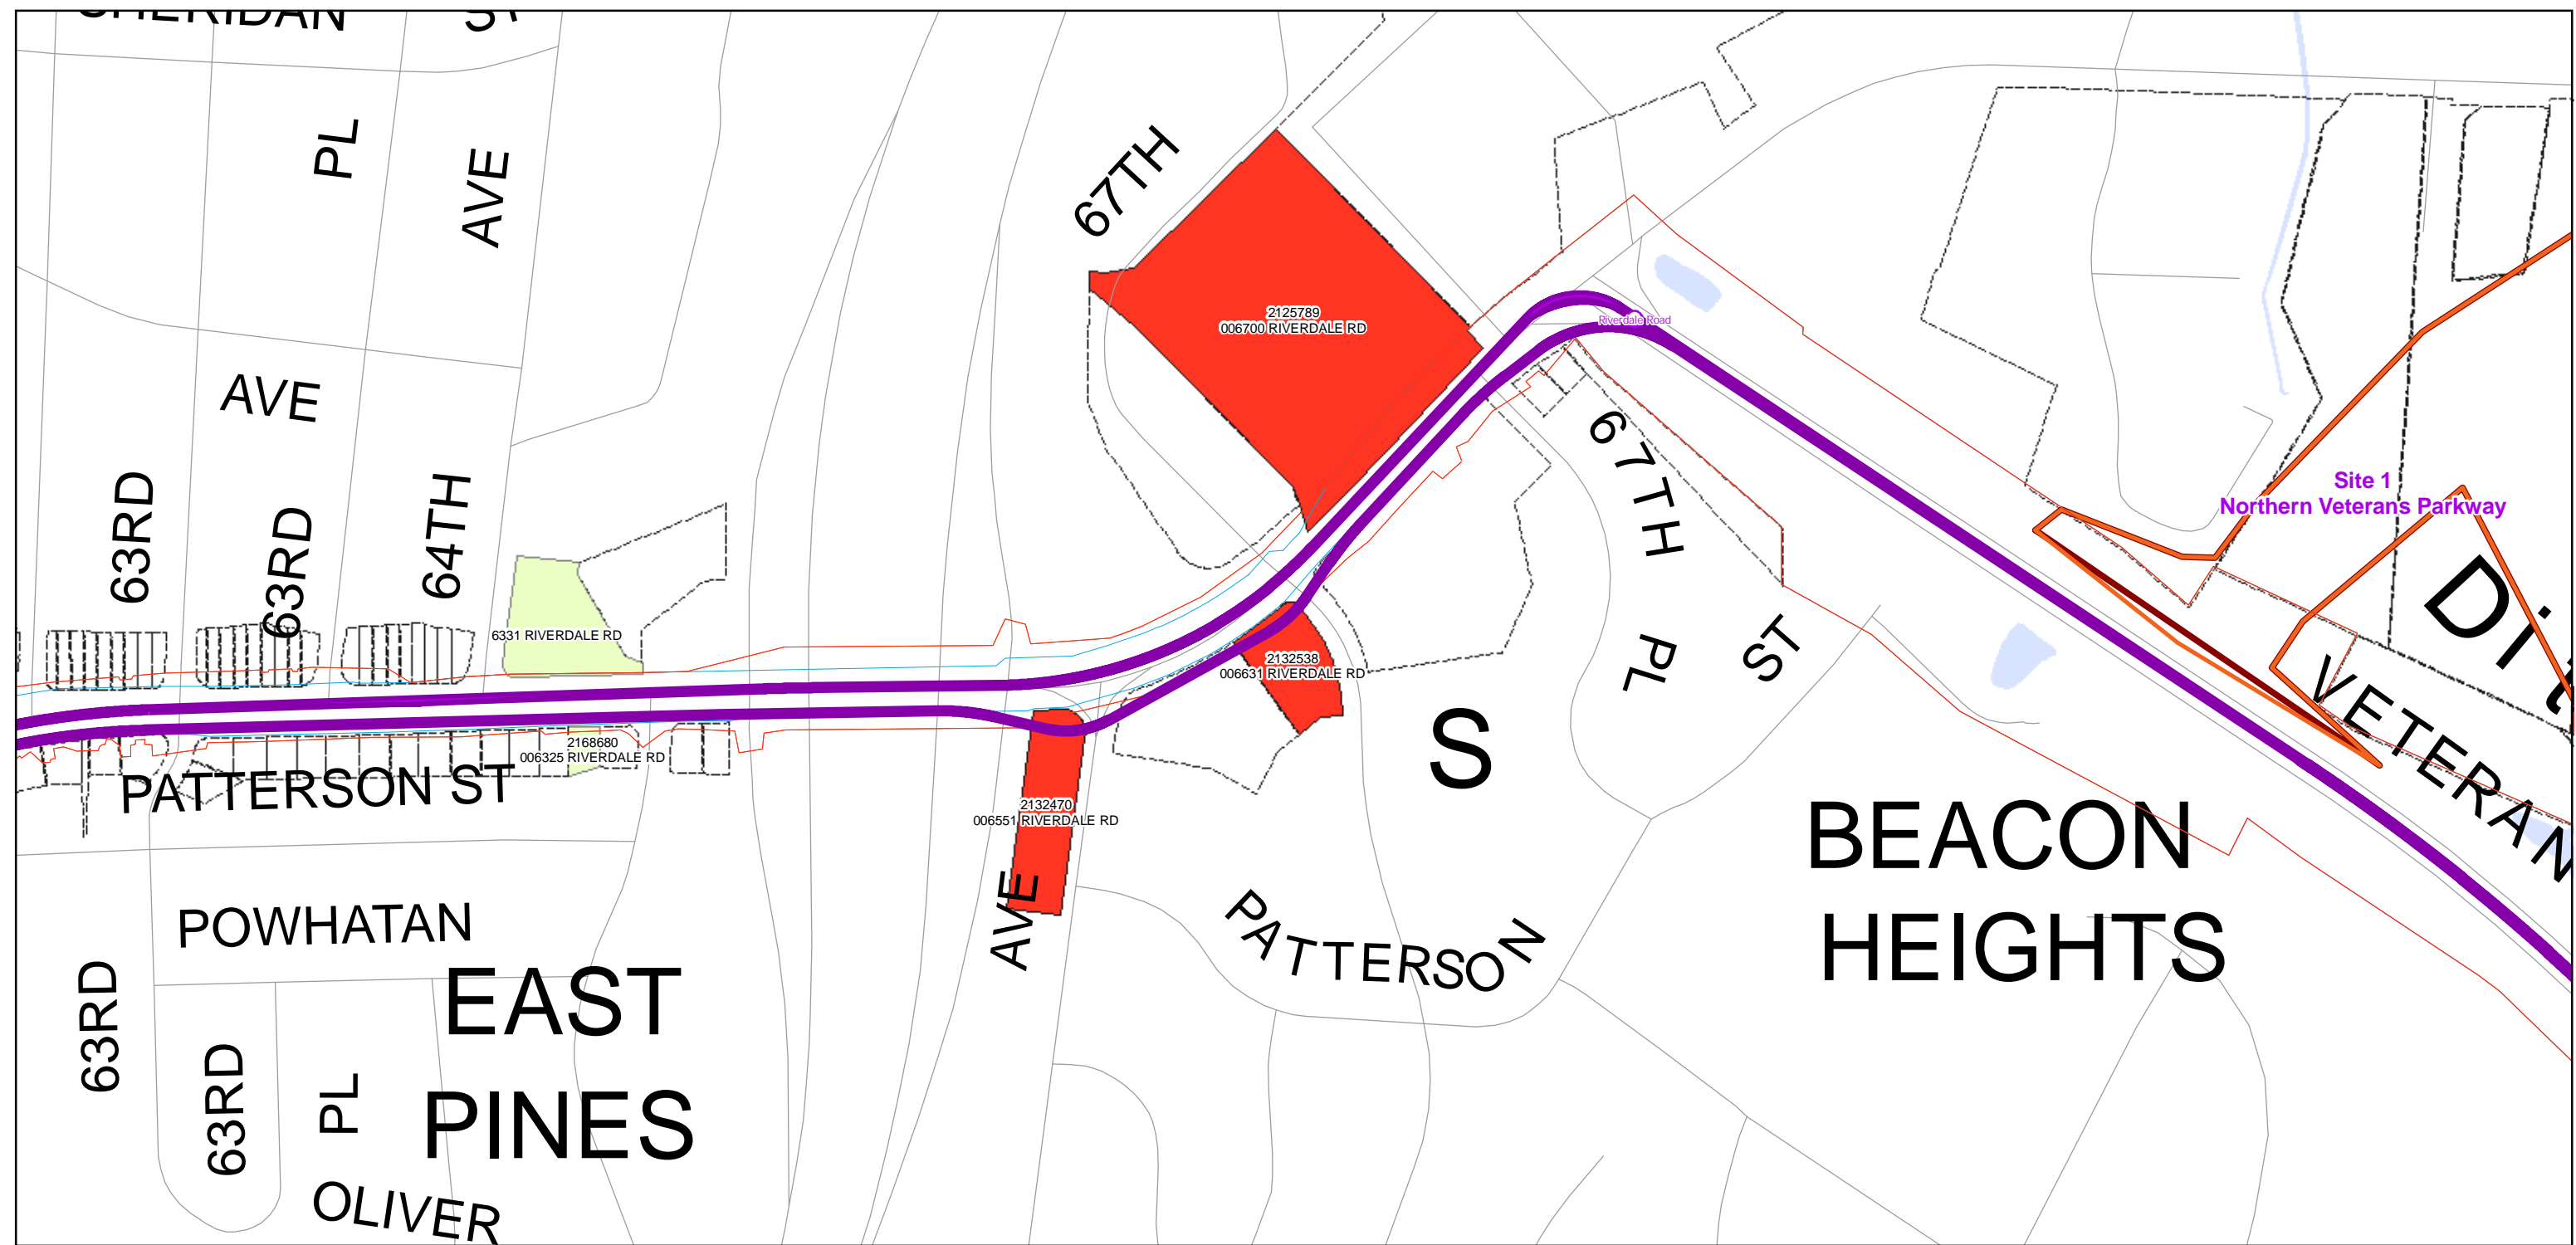 SHERIDAN ST
PL
AVE
67TH
AVE
63RD
63RD
64TH
2125789
006700 RIVERDALE RD
Riverdale Road
67TH
PL
ST
Site 1
Northern Veterans Parkway
6331 RIVERDALE RD
2168680
006325 RIVERDALE RD
2132538
006631 RIVERDALE RD
2132470
006551 RIVERDALE RD
PATTERSON ST
S
VETERAN
BEACON
HEIGHTS
AVE
PATTERSON
POWHATAN
63RD
EAST
PINES
63RD
PL
OLIVER